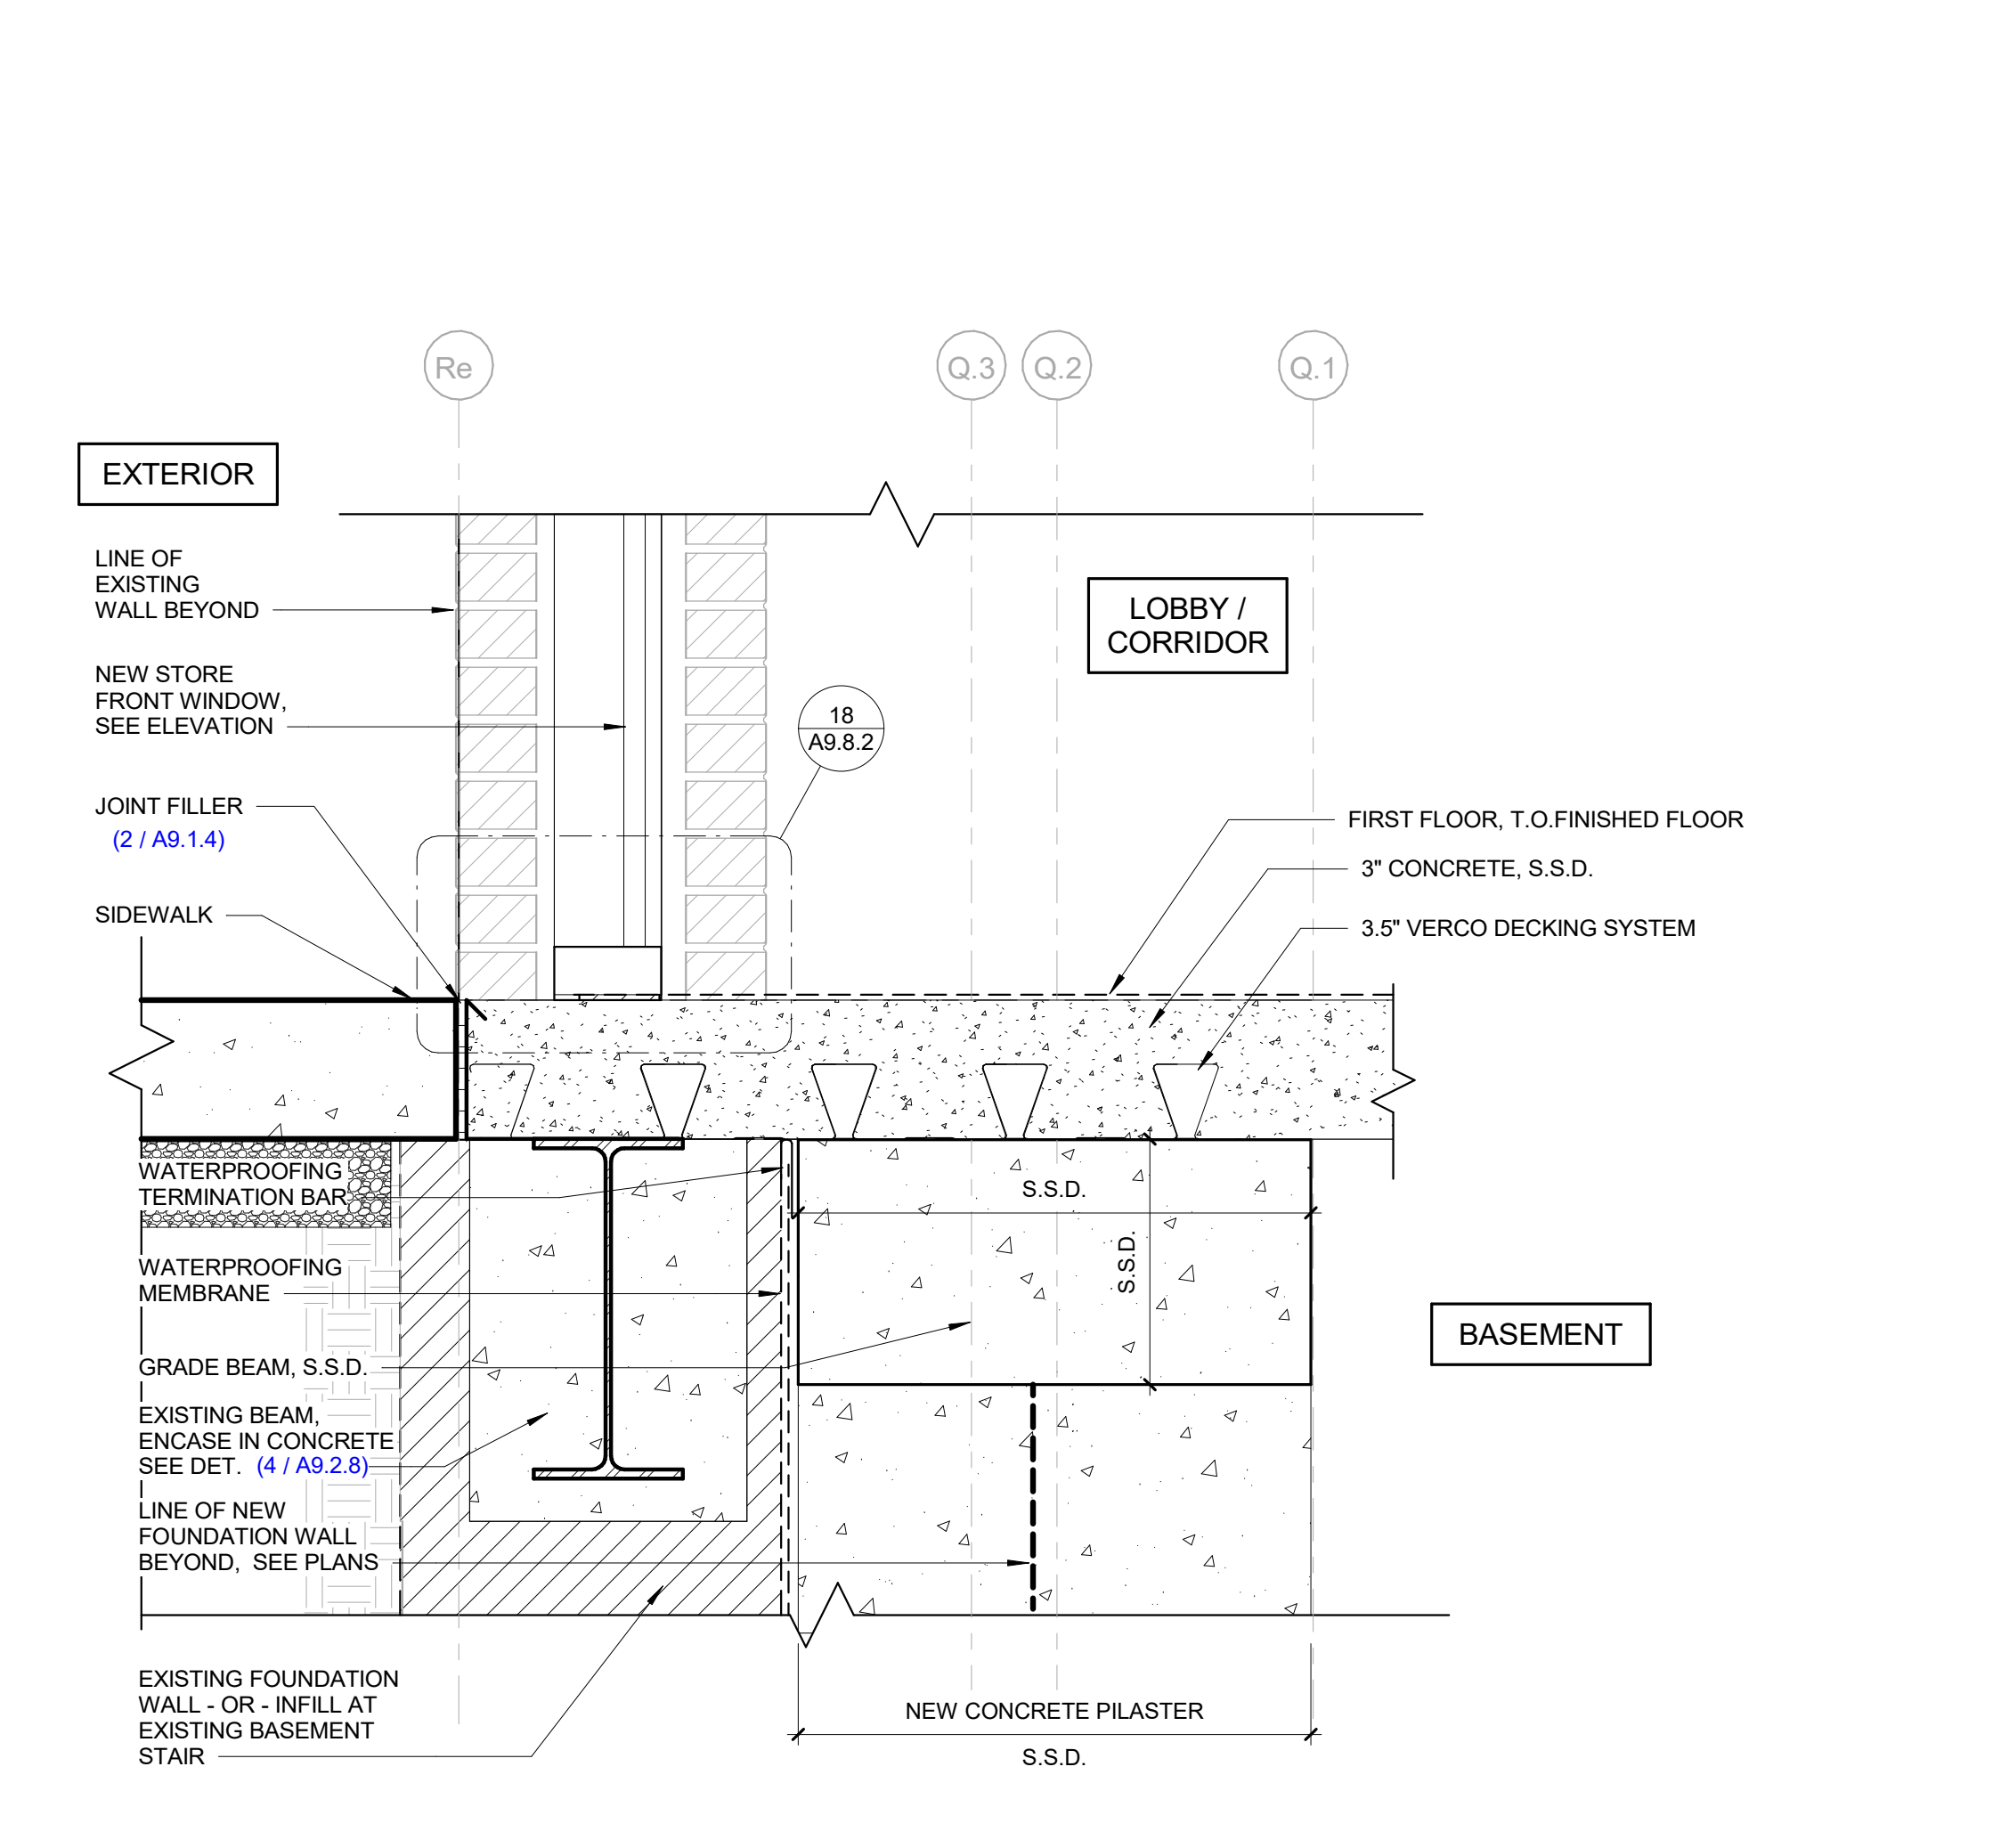 Re
Q.3
Q.2
Q.1
EXTERIOR
LINE OF
EXISTING
WALL BEYOND
LOBBY /
CORRIDOR
NEW STORE
FRONT WINDOW,
SEE ELEVATION
18
A9.8.2
JOINT FILLER
(2 / A9.1.4)
FIRST FLOOR, T.O.FINISHED FLOOR
3" CONCRETE, S.S.D.
SIDEWALK
3.5" VERCO DECKING SYSTEM
WATERPROOFING
TERMINATION BAR
S.S.D.
S.S.D.
WATERPROOFING
MEMBRANE
BASEMENT
GRADE BEAM, S.S.D.
EXISTING BEAM,
ENCASE IN CONCRETE
SEE DET. (4 / A9.2.8)
LINE OF NEW
FOUNDATION WALL
BEYOND, SEE PLANS
EXISTING FOUNDATION
WALL - OR - INFILL AT
EXISTING BASEMENT
STAIR
NEW CONCRETE PILASTER
S.S.D.